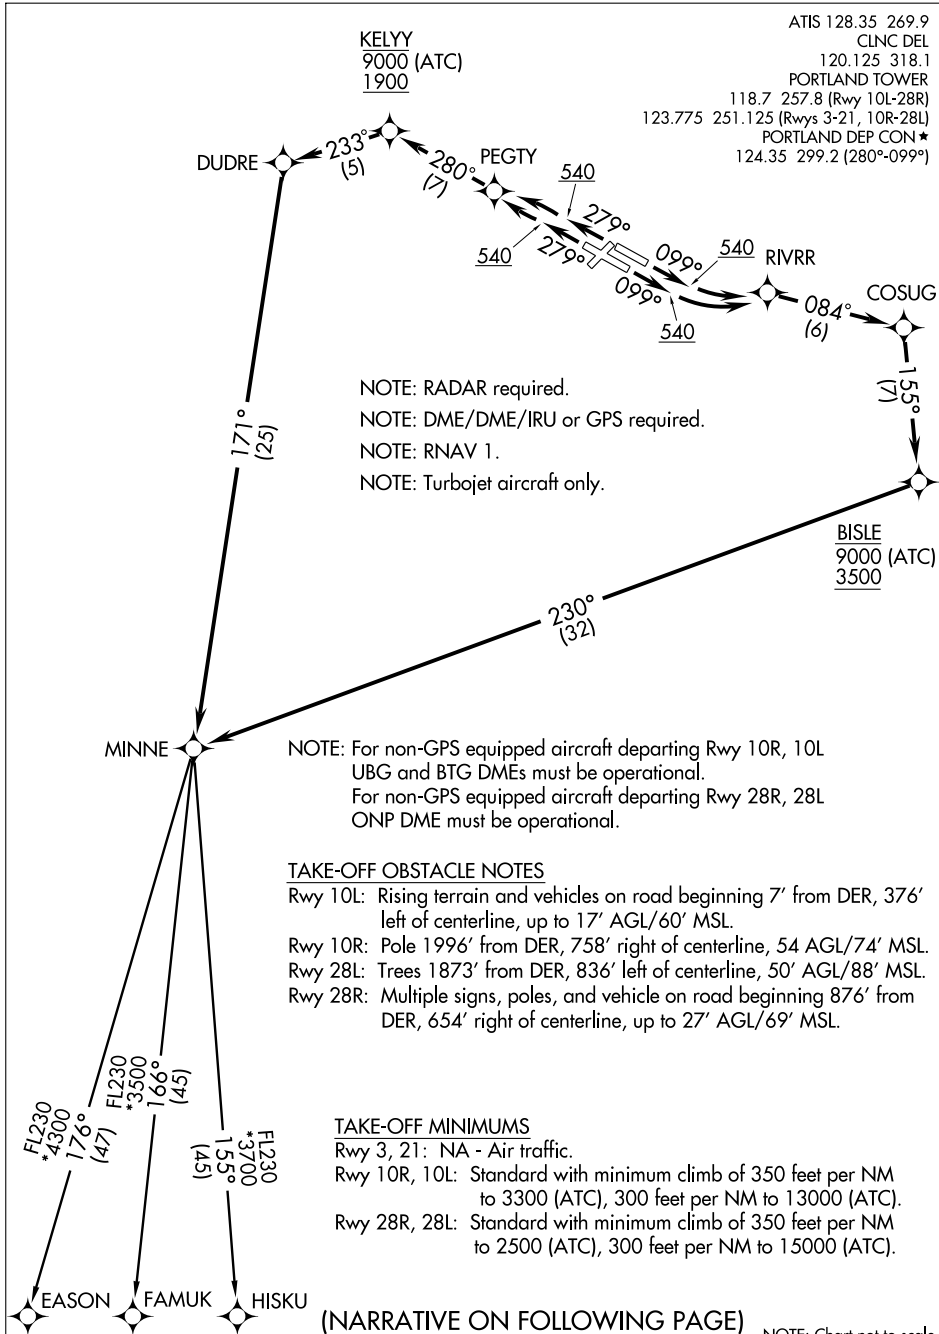 ATIS 128.35 269.9
CLNC DEL
120.125 318.1
PORTLAND TOWER
118.7 257.8 (Rwy 10L-28R)
123.775 251.125 (Rwys 3-21, 10R-28L)
PORTLAND DEP CON ★
124.35 299.2 (280°-099°)
KELYY
9000 (ATC)
1900
DUDRE
233°
(5)
280°
(7)
PEGTY
540
279°
540
279°
099°
540
099°
540
RIVRR
084°
(6)
COSUG
155°
(7)
BISLE
9000 (ATC)
3500
171°
(25)
NOTE: RADAR required.
NOTE: DME/DME/IRU or GPS required.
NOTE: RNAV 1.
NOTE: Turbojet aircraft only.
230°
(32)
MINNE
NOTE: For non-GPS equipped aircraft departing Rwy 10R, 10L
UBG and BTG DMEs must be operational.
For non-GPS equipped aircraft departing Rwy 28R, 28L
ONP DME must be operational.
TAKE-OFF OBSTACLE NOTES
Rwy 10L: Rising terrain and vehicles on road beginning 7' from DER, 376'
left of centerline, up to 17' AGL/60' MSL.
Rwy 10R: Pole 1996' from DER, 758' right of centerline, 54 AGL/74' MSL.
Rwy 28L: Trees 1873' from DER, 836' left of centerline, 50' AGL/88' MSL.
Rwy 28R: Multiple signs, poles, and vehicle on road beginning 876' from
DER, 654' right of centerline, up to 27' AGL/69' MSL.
FL230
*4300
176°
(47)
FL230
*3500
166°
(45)
FL230
*3700
155°
(45)
TAKE-OFF MINIMUMS
Rwy 3, 21: NA - Air traffic.
Rwy 10R, 10L: Standard with minimum climb of 350 feet per NM
to 3300 (ATC), 300 feet per NM to 13000 (ATC).
Rwy 28R, 28L: Standard with minimum climb of 350 feet per NM
to 2500 (ATC), 300 feet per NM to 15000 (ATC).
EASON
FAMUK
HISKU
(NARRATIVE ON FOLLOWING PAGE)
NOTE: Chart not to scale